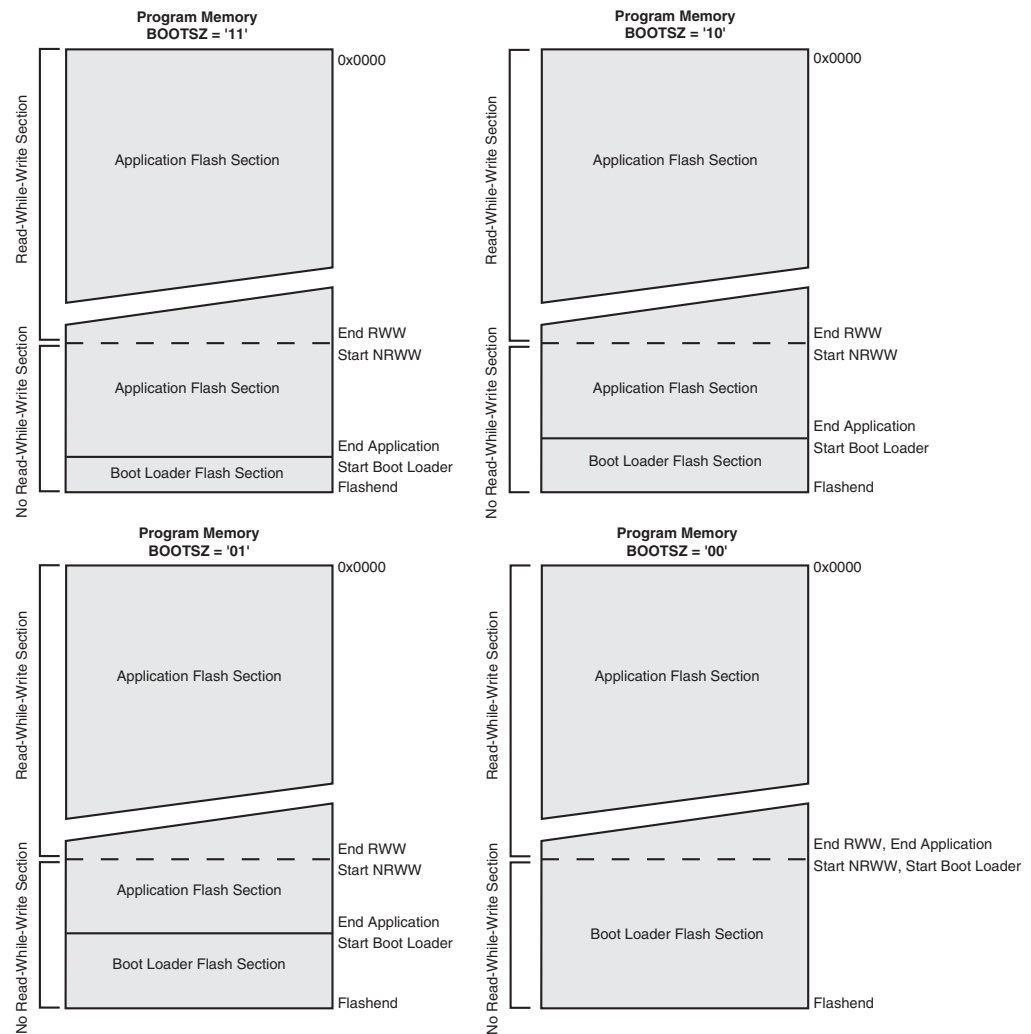 Program Memory
BOOTSZ = '11'
0x0000
Read-While-Write Section
Application Flash Section
End RWW
Start NRWW
No Read-While-Write Section
Application Flash Section
End Application
Start Boot Loader
Boot Loader Flash Section
Flashend
Program Memory
BOOTSZ = '10'
0x0000
Read-While-Write Section
Application Flash Section
End RWW
Start NRWW
No Read-While-Write Section
Application Flash Section
End Application
Start Boot Loader
Boot Loader Flash Section
Flashend
Program Memory
BOOTSZ = '01'
0x0000
Read-While-Write Section
Application Flash Section
End RWW
Start NRWW
No Read-While-Write Section
Application Flash Section
End Application
Start Boot Loader
Boot Loader Flash Section
Flashend
Program Memory
BOOTSZ = '00'
0x0000
Read-While-Write Section
Application Flash Section
End RWW, End Application
Start NRWW, Start Boot Loader
No Read-While-Write Section
Boot Loader Flash Section
Flashend